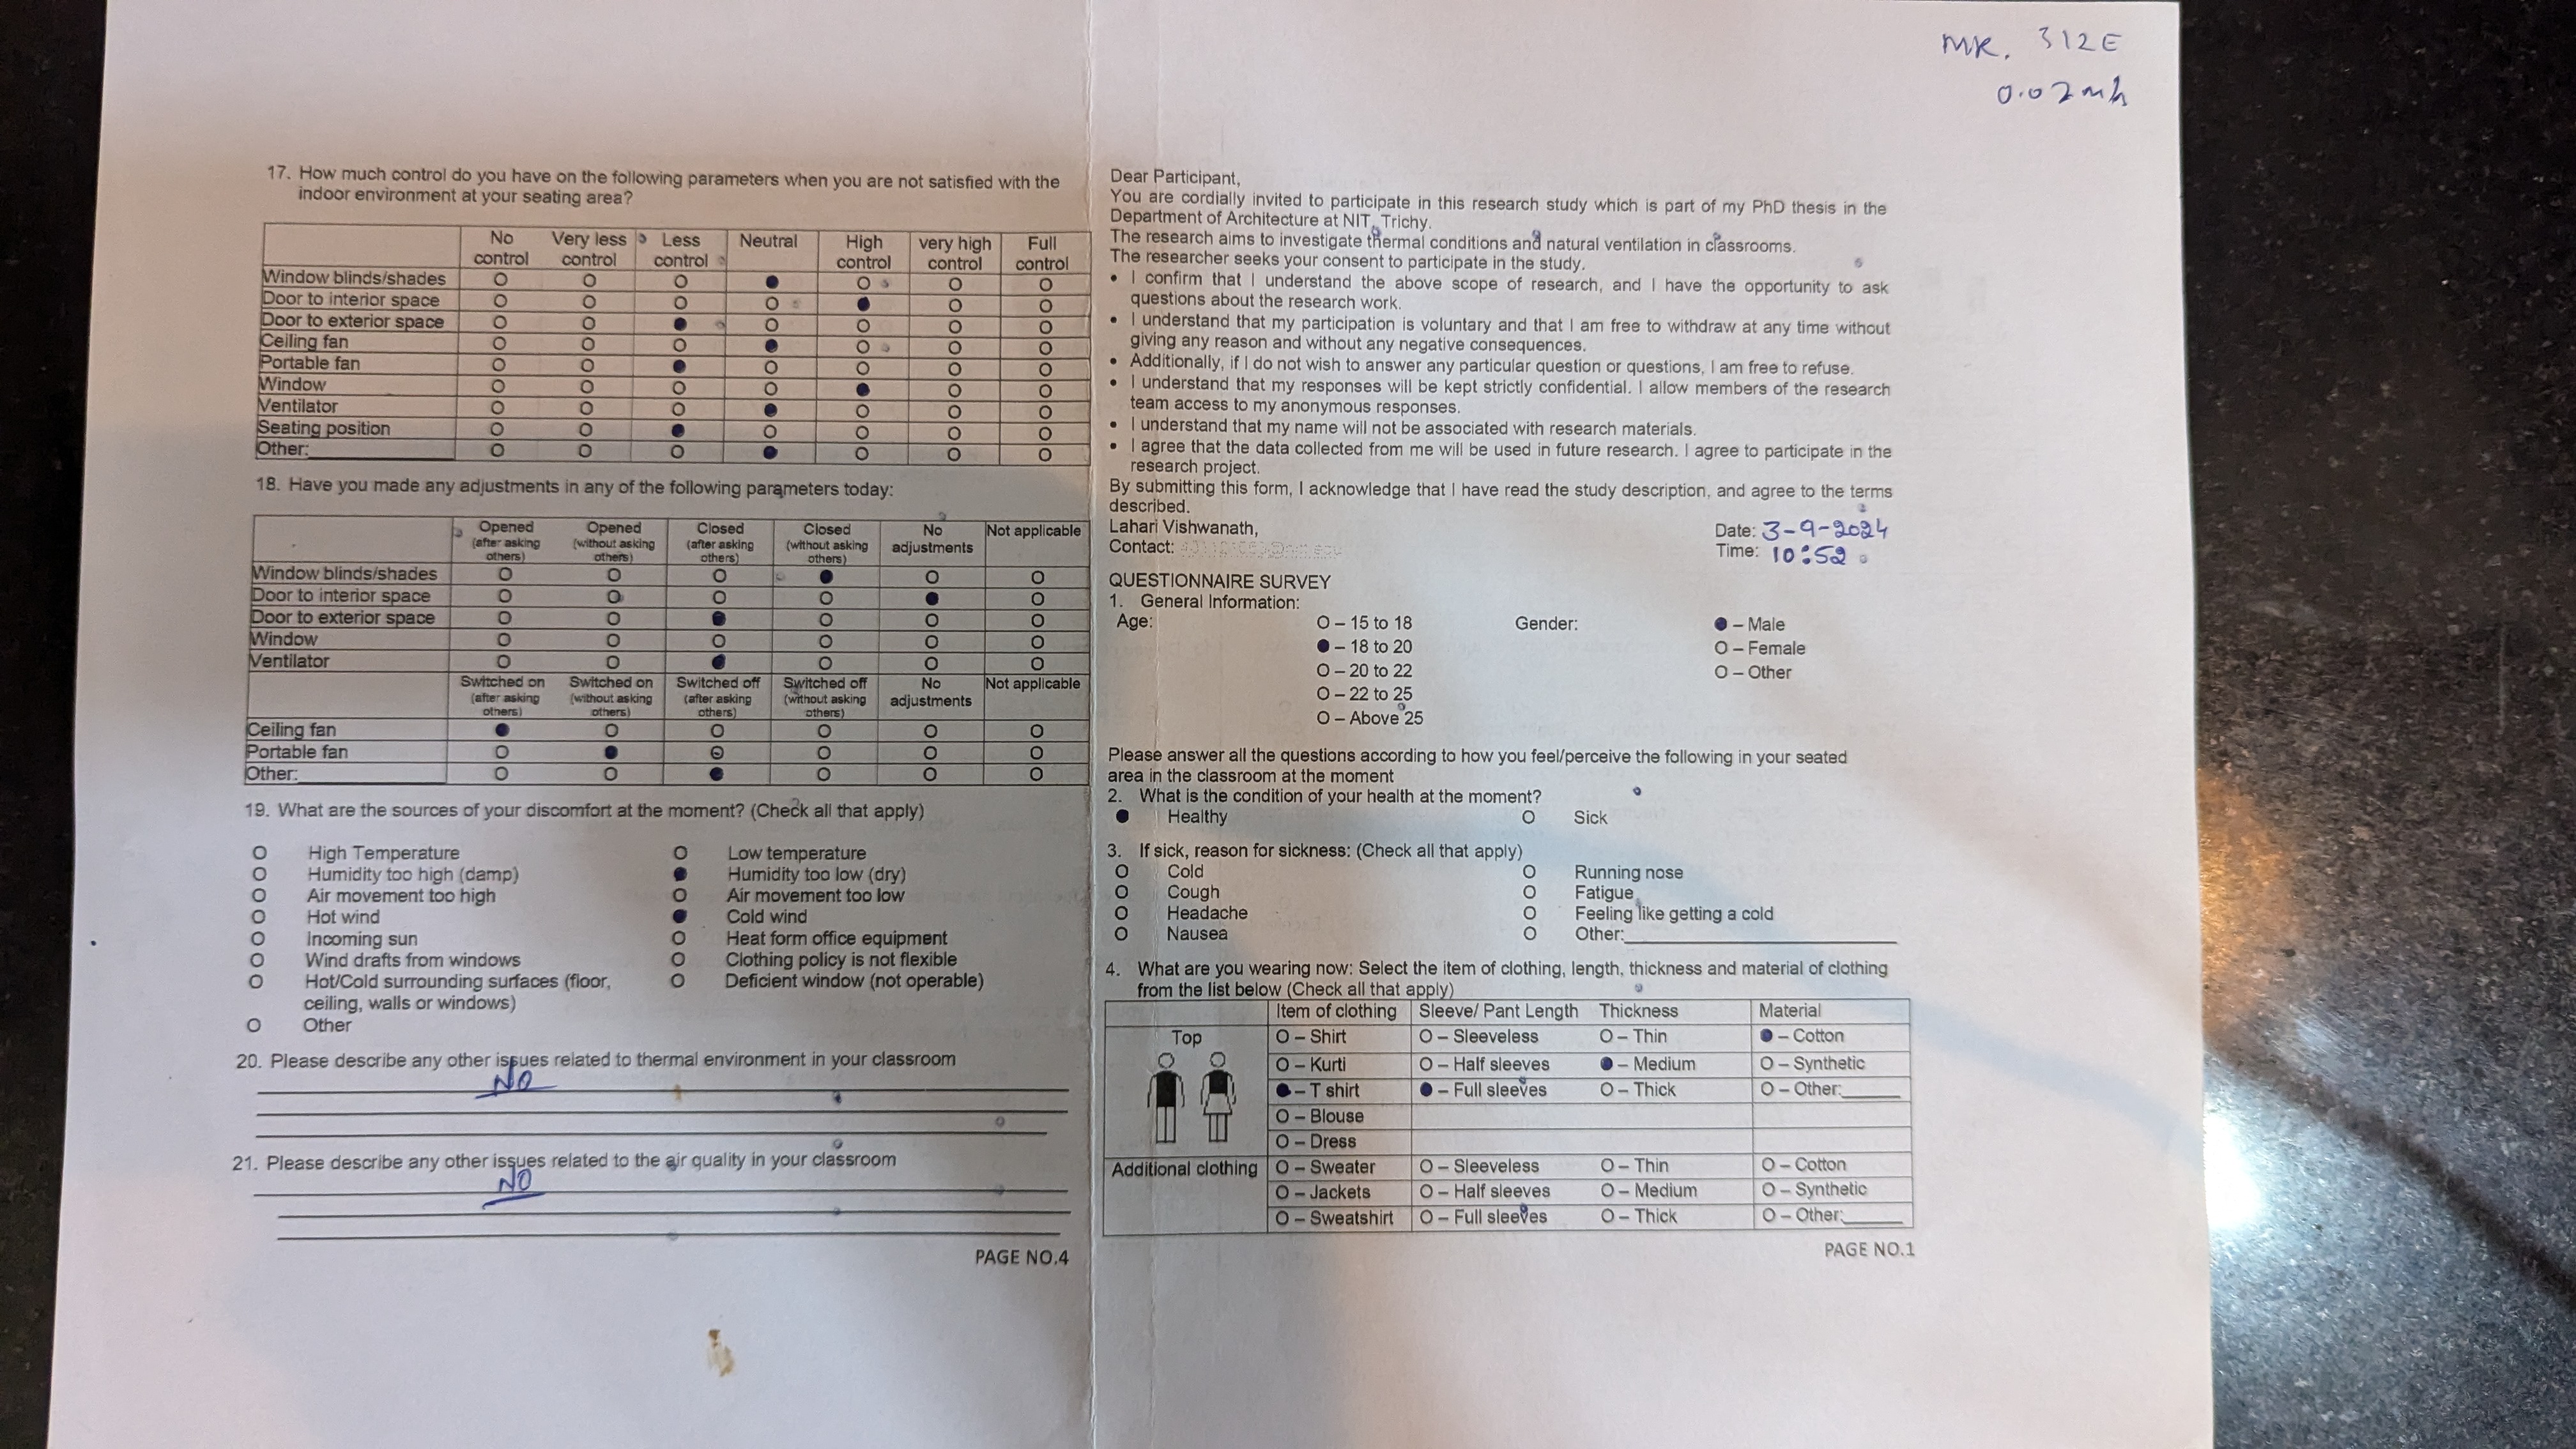 MR. 312E
17. How much control do you have on the following parameters when you are not satisfied with the
indoor environment at your seating area?
No control Very less control Less control Neutral High control very high control Full control
Window blinds/shades O O O ● O O O
Door to interior space O O O O ● O O
Door to exterior space O O ● O O O O
Ceiling fan O O O ● O O O
Portable fan O O ● O O O O
Window O O O O ● O O
Ventilator O O O ● O O O
Seating position O O ● O O O O
Other:__________ O O O ● O O O
18. Have you made any adjustments in any of the following parameters today:
Opened (after asking others) Opened (without asking others) Closed (after asking others) Closed (without asking others) No adjustments Not applicable
Window blinds/shades O O O ● O O
Door to interior space O O O O ● O
Door to exterior space O O ● O O O
Window O O O O O O
Ventilator O O ● O O O
Switched on (after asking others) Switched on (without asking others) Switched off (after asking others) Switched off (without asking others) No adjustments Not applicable
Ceiling fan ● O O O O O
Portable fan O ● O O O O
Other:__________ O O ● O O O
19. What are the sources of your discomfort at the moment? (Check all that apply)
O High Temperature O Low temperature
O Humidity too high (damp) ● Humidity too low (dry)
O Air movement too high O Air movement too low
O Hot wind ● Cold wind
O Incoming sun O Heat form office equipment
O Wind drafts from windows O Clothing policy is not flexible
O Hot/Cold surrounding surfaces (floor, O Deficient window (not operable)
ceiling, walls or windows)
O Other
20. Please describe any other issues related to thermal environment in your classroom
NO
21. Please describe any other issues related to the air quality in your classroom
NO
PAGE NO.4
Dear Participant,
You are cordially invited to participate in this research study which is part of my PhD thesis in the
Department of Architecture at NIT, Trichy.
The research aims to investigate thermal conditions and natural ventilation in classrooms.
The researcher seeks your consent to participate in the study.
• I confirm that I understand the above scope of research, and I have the opportunity to ask
questions about the research work.
• I understand that my participation is voluntary and that I am free to withdraw at any time without
giving any reason and without any negative consequences.
• Additionally, if I do not wish to answer any particular question or questions, I am free to refuse.
• I understand that my responses will be kept strictly confidential. I allow members of the research
team access to my anonymous responses.
• I understand that my name will not be associated with research materials.
• I agree that the data collected from me will be used in future research. I agree to participate in the
research project.
By submitting this form, I acknowledge that I have read the study description, and agree to the terms
described.
Lahari Vishwanath, Date: 3-9-2024
Contact: Time: 10:52
QUESTIONNAIRE SURVEY
1. General Information:
Age: O – 15 to 18 Gender: ● – Male
● – 18 to 20 O – Female
O – 20 to 22 O – Other
O – 22 to 25
O – Above 25
Please answer all the questions according to how you feel/perceive the following in your seated
area in the classroom at the moment
2. What is the condition of your health at the moment?
● Healthy O Sick
3. If sick, reason for sickness: (Check all that apply)
O Cold O Running nose
O Cough O Fatigue
O Headache O Feeling like getting a cold
O Nausea O Other:__________
4. What are you wearing now: Select the item of clothing, length, thickness and material of clothing
from the list below (Check all that apply)
Item of clothing Sleeve/ Pant Length Thickness Material
Top O – Shirt O – Sleeveless O – Thin ● – Cotton
O – Kurti O – Half sleeves ● – Medium O – Synthetic
● – T shirt ● – Full sleeves O – Thick O – Other:______
O – Blouse
O – Dress
Additional clothing O – Sweater O – Sleeveless O – Thin O – Cotton
O – Jackets O – Half sleeves O – Medium O – Synthetic
O – Sweatshirt O – Full sleeves O – Thick O – Other:______
PAGE NO.1